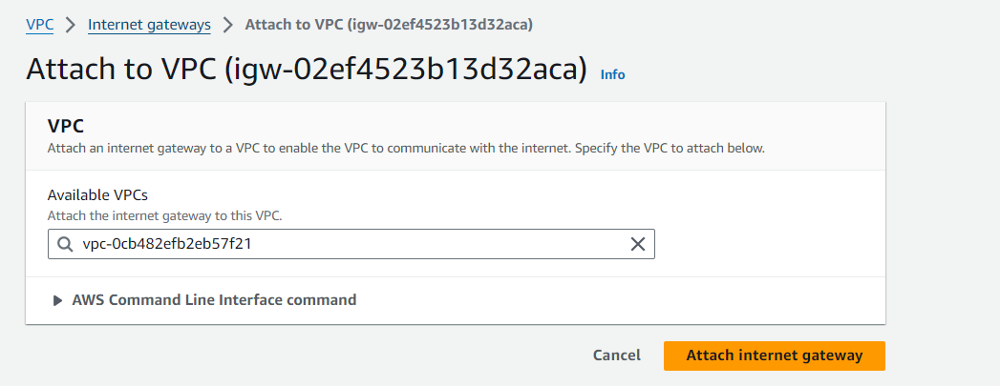 VPC > Internet gateways > Attach to VPC (igw-02ef4523b13d32aca)
Attach to VPC (igw-02ef4523b13d32aca) Info
VPC
Attach an internet gateway to a VPC to enable the VPC to communicate with the internet. Specify the VPC to attach below.
Available VPCs
Attach the internet gateway to this VPC.
vpc-0cb482efb2eb57f21
AWS Command Line Interface command
Cancel Attach internet gateway